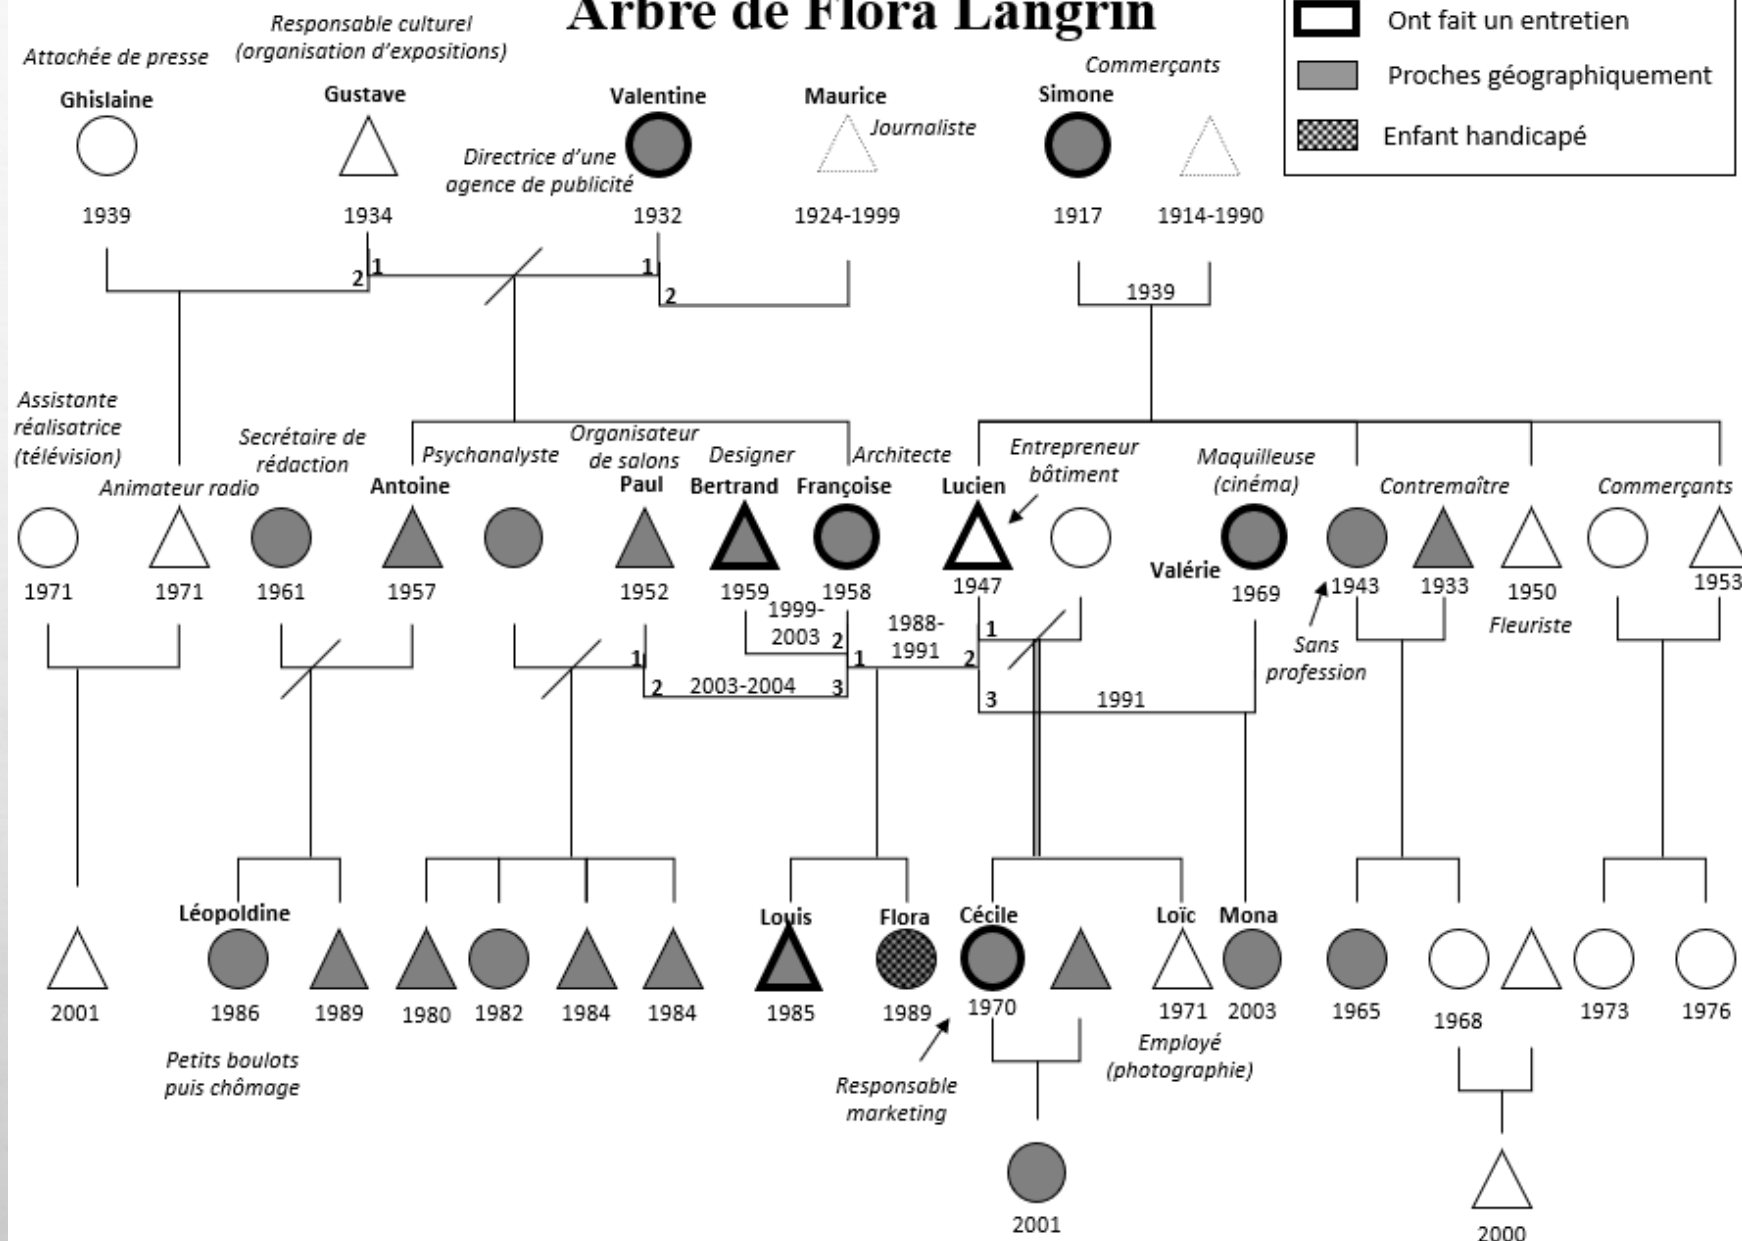 Arbre de Flora Langrin
Ont fait un entretien
Proches géographiquement
Enfant handicapé
Attachée de presse
Responsable culturel
(organisation d'expositions)
Directrice d'une
agence de publicité
Journaliste
Commerçants
Ghislaine
Gustave
Valentine
Maurice
Simone
1939
1934
1932
1924-1999
1917
1914-1990
1
2
1
2
1939
Assistante
réalisatrice
(télévision)
Animateur radio
Secrétaire de
rédaction
Psychanalyste
Organisateur
de salons
Designer
Architecte
Entrepreneur
bâtiment
Maquilleuse
(cinéma)
Contremaître
Commerçants
Antoine
Paul
Bertrand
Françoise
Lucien
Valérie
1971
1971
1961
1957
1952
1959
1958
1947
1969
1943
1933
1950
1953
Fleuriste
Sans
profession
1999-
2003
2
1988-
1991
1
2
1
1
2
2003-2004
3
3
1991
Léopoldine
Louis
Flora
Cécile
Loïc
Mona
2001
1986
1989
1980
1982
1984
1984
1985
1989
1970
1971
2003
1965
1968
1973
1976
Petits boulots
puis chômage
Responsable
marketing
Employé
(photographie)
2001
2000